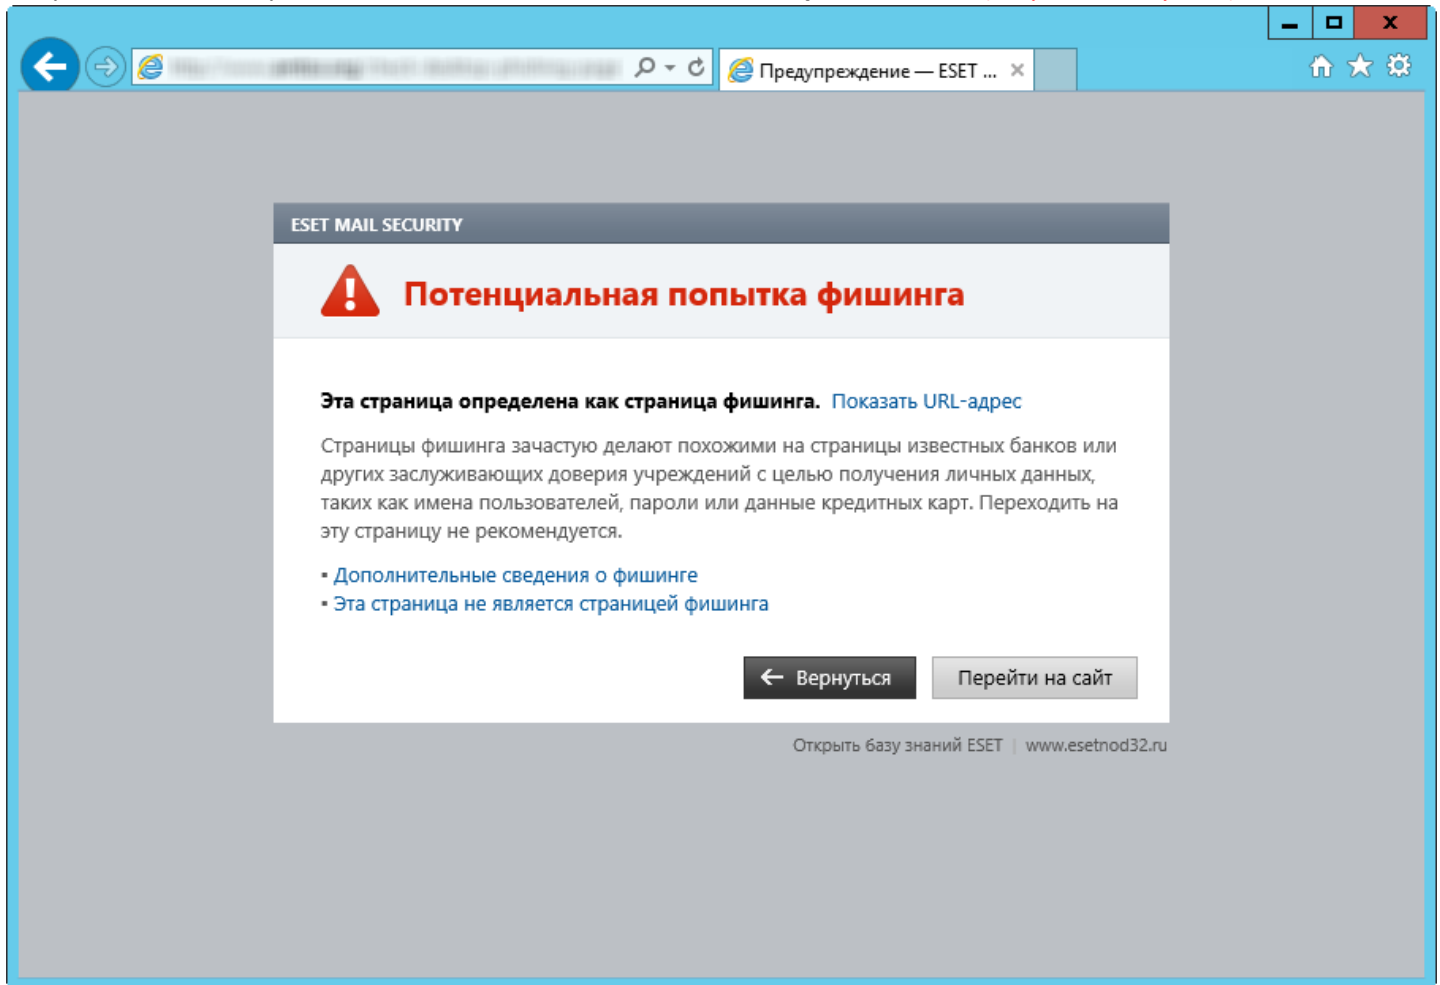 Предупреждение — ESET ...
ESET MAIL SECURITY
Потенциальная попытка фишинга
Эта страница определена как страница фишинга. Показать URL-адрес
Страницы фишинга зачастую делают похожими на страницы известных банков или
других заслуживающих доверия учреждений с целью получения личных данных,
таких как имена пользователей, пароли или данные кредитных карт. Переходить на
эту страницу не рекомендуется.
▪ Дополнительные сведения о фишинге
▪ Эта страница не является страницей фишинга
Вернуться Перейти на сайт
Открыть базу знаний ESET | www.esetnod32.ru